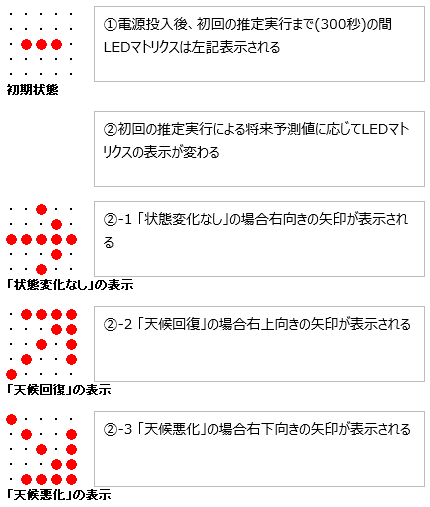 ①電源投入後、初回の推定実行まで(300秒)の間
LEDマトリクスは左記表示される
初期状態
②初回の推定実行による将来予測値に応じてLEDマト
リクスの表示が変わる
②-1 「状態変化なし」の場合右向きの矢印が表示され
る
「状態変化なし」の表示
②-2 「天候回復」の場合右上向きの矢印が表示される
「天候回復」の表示
②-3 「天候悪化」の場合右下向きの矢印が表示される
「天候悪化」の表示